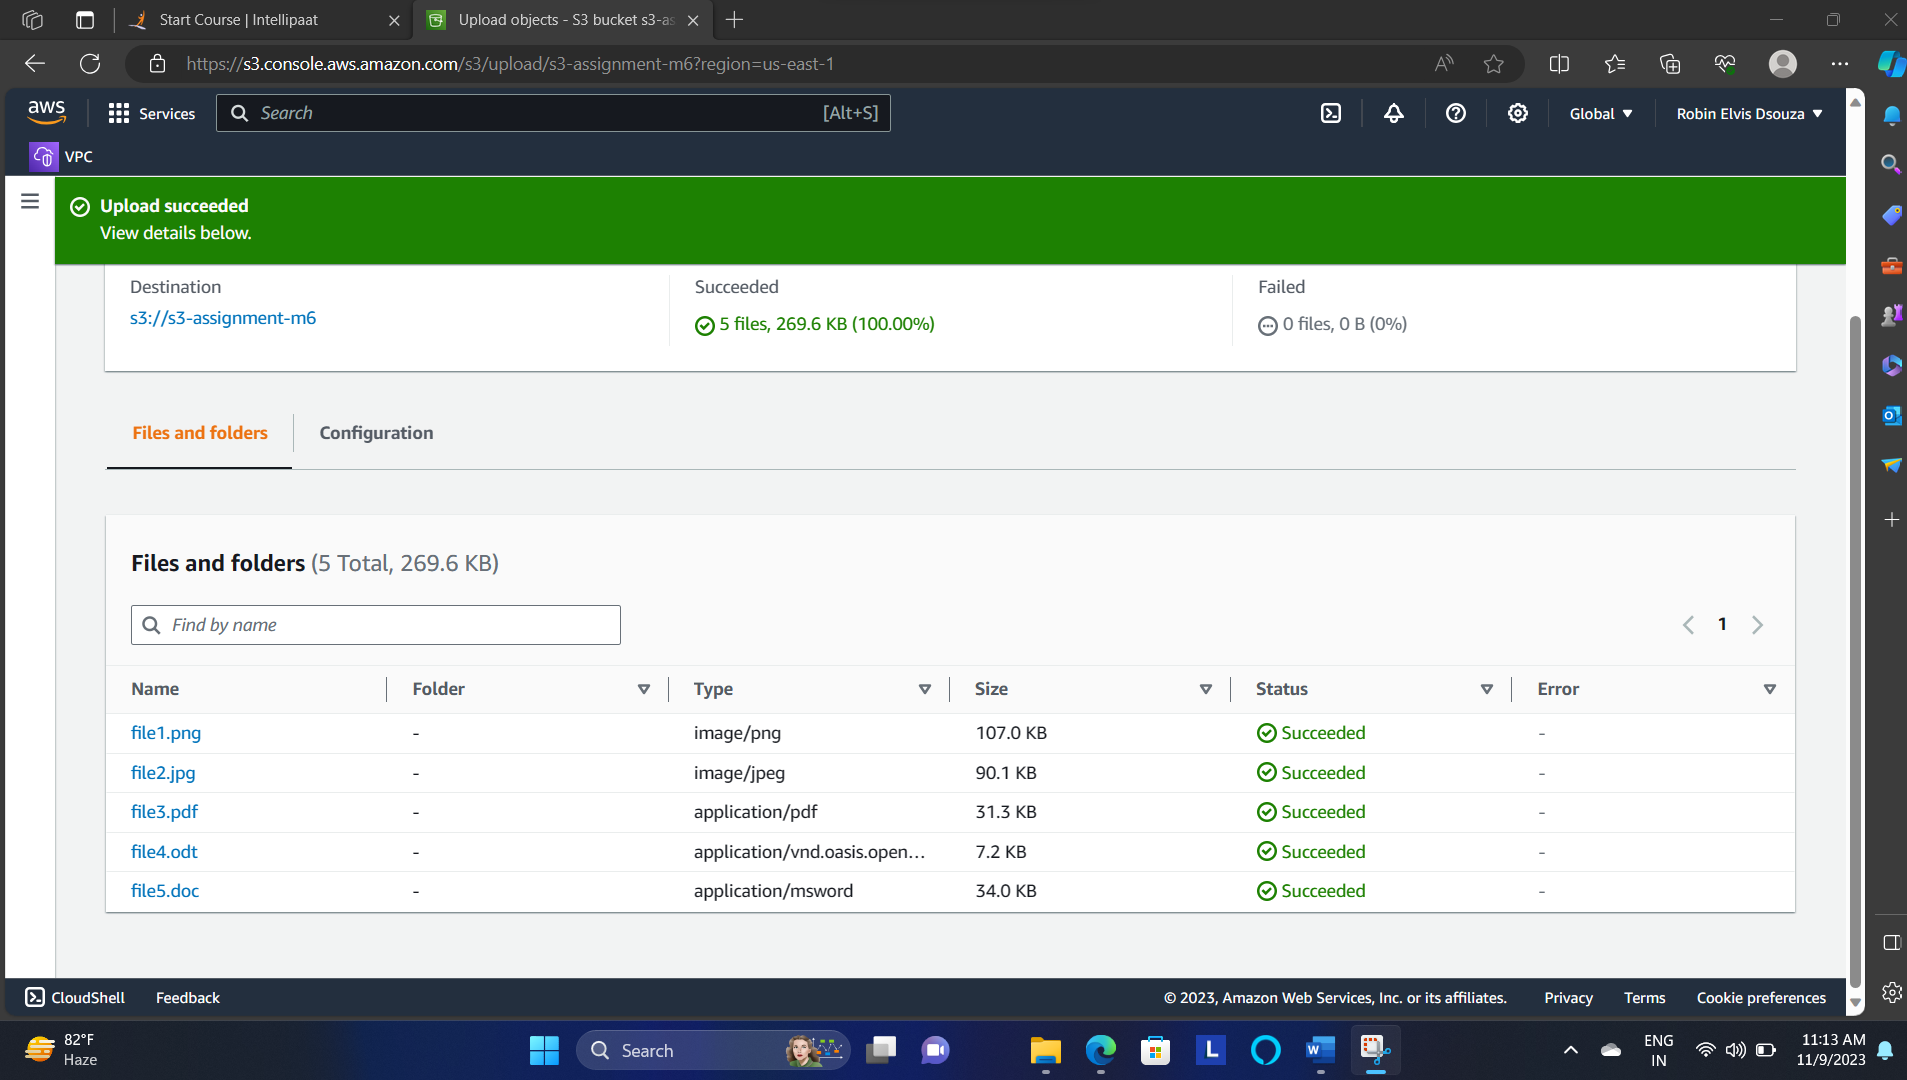 Start Course | Intellipaat
Upload objects - S3 bucket s3-as
https://s3.console.aws.amazon.com/s3/upload/s3-assignment-m6?region=us-east-1
aws
Services
Search
[Alt+S]
Global
Robin Elvis Dsouza
VPC
Upload succeeded
View details below.
Destination
Succeeded
Failed
s3://s3-assignment-m6
5 files, 269.6 KB (100.00%)
0 files, 0 B (0%)
Files and folders
Configuration
Files and folders (5 Total, 269.6 KB)
Find by name
1
Name Folder Type Size Status Error
file1.png - image/png 107.0 KB Succeeded -
file2.jpg - image/jpeg 90.1 KB Succeeded -
file3.pdf - application/pdf 31.3 KB Succeeded -
file4.odt - application/vnd.oasis.open... 7.2 KB Succeeded -
file5.doc - application/msword 34.0 KB Succeeded -
CloudShell
Feedback
© 2023, Amazon Web Services, Inc. or its affiliates.
Privacy
Terms
Cookie preferences
82°F
Haze
Search
L
W
ENG
IN
11:13 AM
11/9/2023